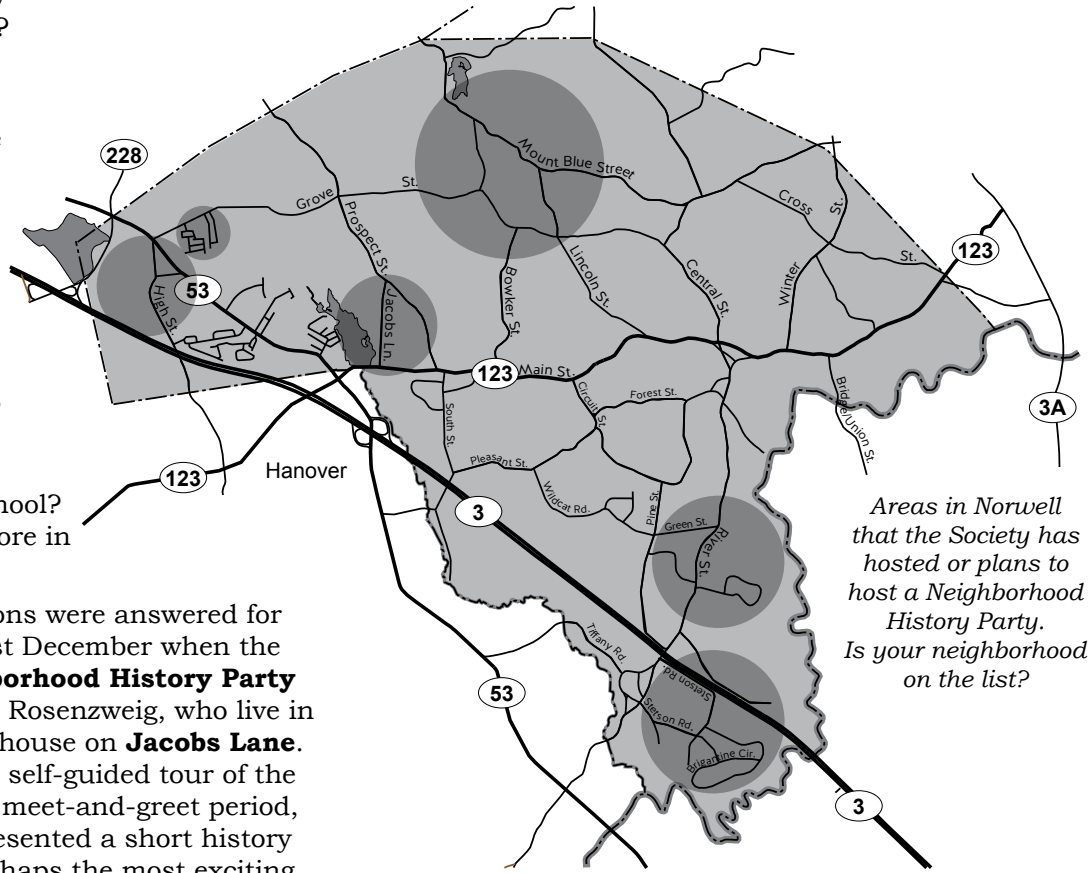 ?
228
Mount Blue Street
Grove St.
Cross St.
123
Prospect St.
St.
53
High St.
Jacobs Ln.
Bowker St.
Lincoln St.
Central St.
Winter
123
Main St.
3A
Circuit St.
Forest St.
Bridge/Union St.
South St.
Pleasant St.
123
Hanover
Wildcat Rd.
Pine St.
3
Green St.
River St.
Areas in Norwell
that the Society has
hosted or plans to
host a Neighborhood
History Party.
Is your neighborhood
on the list?
ore in
ons were answered for
December when the
History Party
Rosenzweig, who live in
house on Jacobs Lane.
self-guided tour of the
meet-and-greet period,
a short history
the most exciting
Tiffany Rd.
Stetson Rd.
Stetson Rd.
53
Brigantine Cir.
3